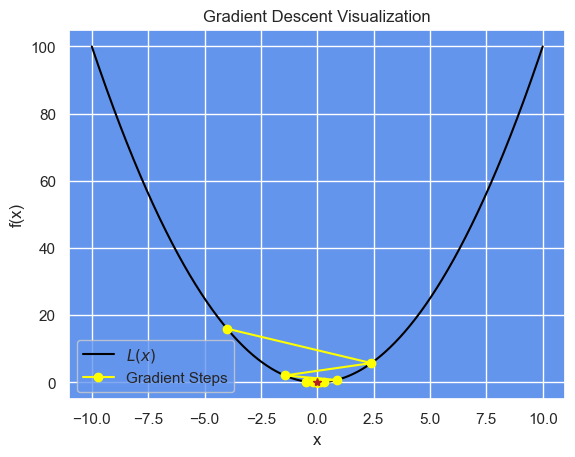 Gradient Descent Visualization
f(x)
100
80
60
40
20
0
L(x)
Gradient Steps
−10.0 −7.5 −5.0 −2.5 0.0 2.5 5.0 7.5 10.0
x